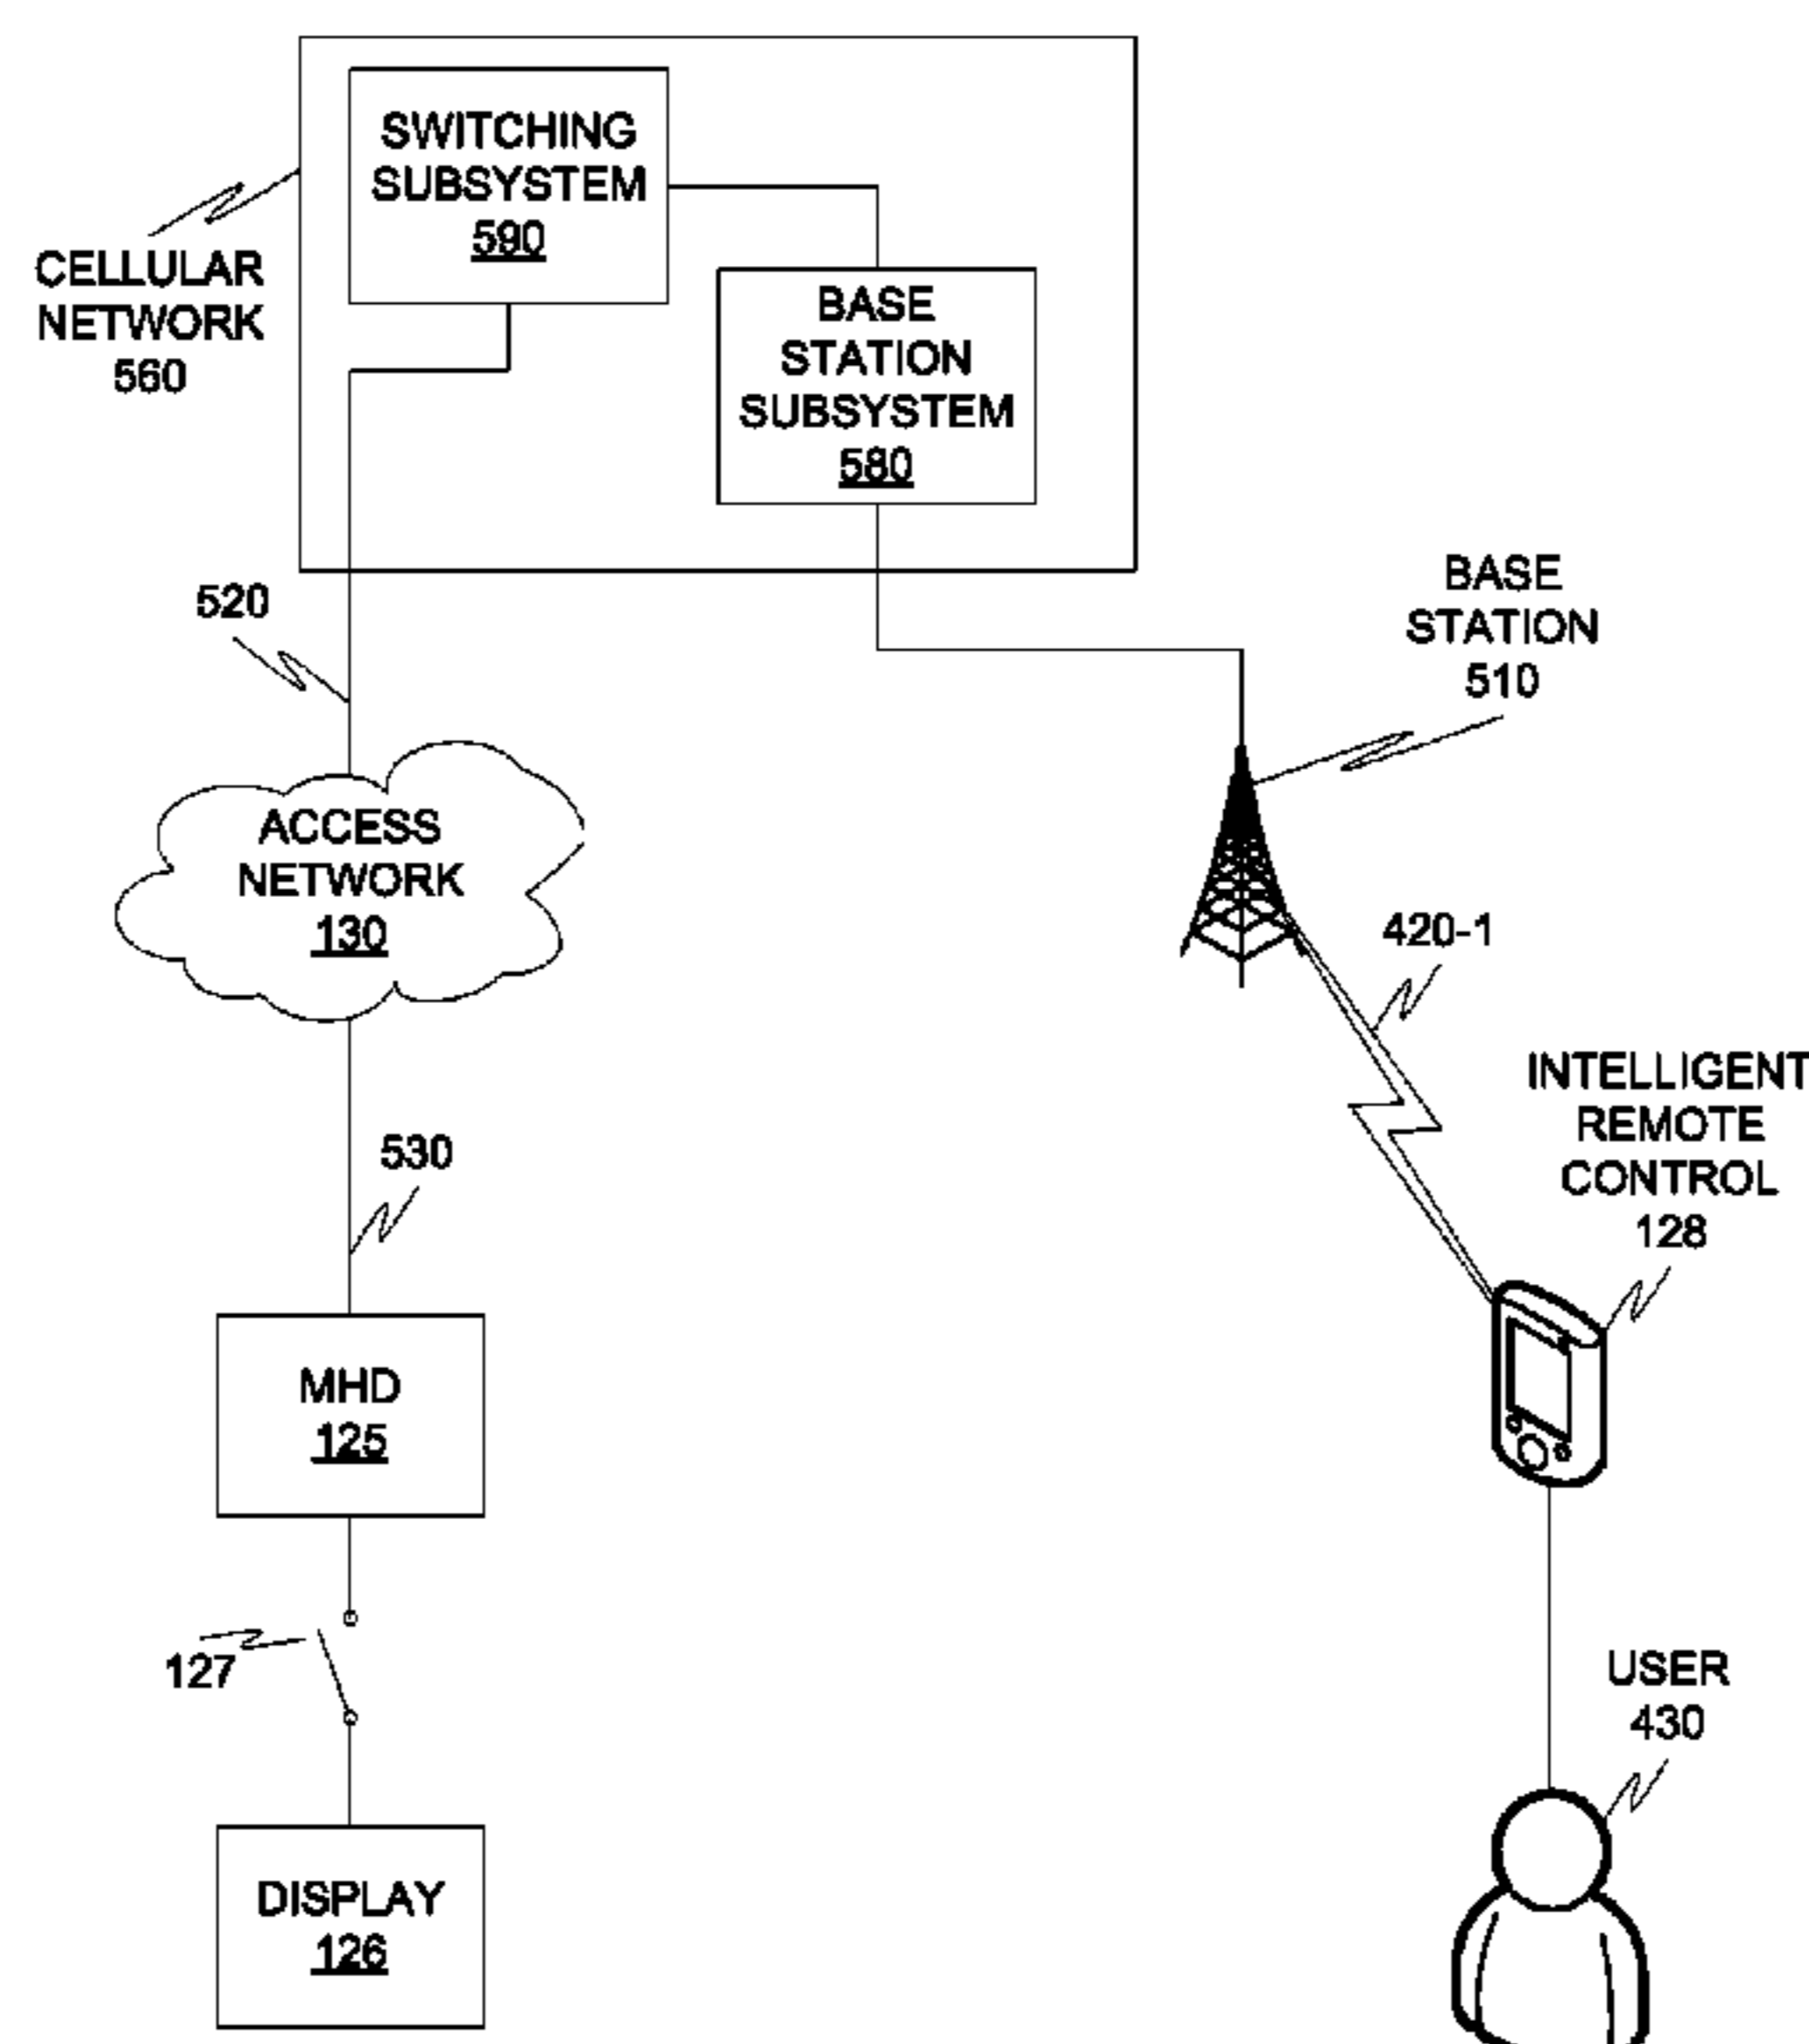 SWITCHING
SUBSYSTEM
590
CELLULAR
NETWORK
560
BASE
STATION
SUBSYSTEM
580
520
BASE
STATION
510
ACCESS
NETWORK
130
420-1
INTELLIGENT
REMOTE
CONTROL
128
530
MHD
125
127
USER
430
DISPLAY
126